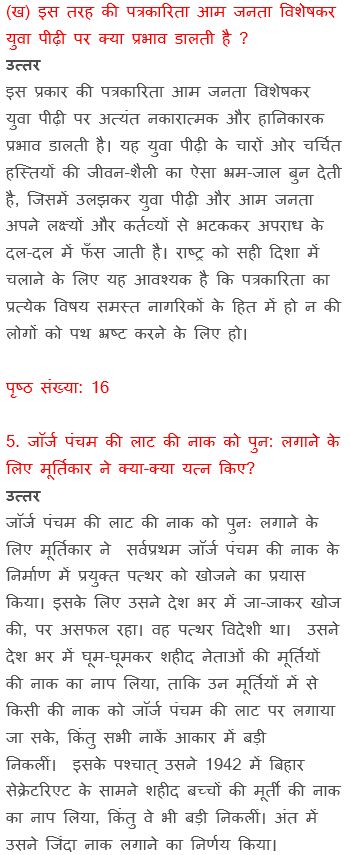 (ख) इस तरह की पत्रकारिता आम जनता विशेषकर
युवा पीढ़ी पर क्या प्रभाव डालती है ?
उत्तर
इस प्रकार की पत्रकारिता आम जनता विशेषकर
युवा पीढ़ी पर अत्यंत नकारात्मक और हानिकारक
प्रभाव डालती है। यह युवा पीढ़ी के चारों ओर चर्चित
हस्तियों की जीवन-शैली का ऐसा भ्रम-जाल बुन देती
है, जिसमें उलझकर युवा पीढ़ी और आम जनता
अपने लक्ष्यों और कर्तव्यों से भटककर अपराध के
दल-दल में फँस जाती है। राष्ट्र को सही दिशा में
चलाने के लिए यह आवश्यक है कि पत्रकारिता का
प्रत्येक विषय समस्त नागरिकों के हित में हो न की
लोगों को पथ भ्रष्ट करने के लिए हो।
पृष्ठ संख्या: 16
5. जॉर्ज पंचम की लाट की नाक को पुन: लगाने के
लिए मूर्तिकार ने क्या-क्या यत्न किए?
उत्तर
जॉर्ज पंचम की लाट की नाक को पुनः लगाने के
लिए मूर्तिकार ने सर्वप्रथम जॉर्ज पंचम की नाक के
निर्माण में प्रयुक्त पत्थर को खोजने का प्रयास
किया। इसके लिए उसने देश भर में जा-जाकर खोज
की, पर असफल रहा। वह पत्थर विदेशी था। उसने
देश भर में घूम-घूमकर शहीद नेताओं की मूर्तियों
की नाक का नाप लिया, ताकि उन मूर्तियों में से
किसी की नाक को जॉर्ज पंचम की लाट पर लगाया
जा सके, किंतु सभी नाकें आकार में बड़ी
निकलीं। इसके पश्चात् उसने 1942 में बिहार
सेक्रेटरिएट के सामने शहीद बच्चों की मूर्ती की नाक
का नाप लिया, किंतु वे भी बड़ी निकलीं। अंत में
उसने जिंदा नाक लगाने का निर्णय किया।